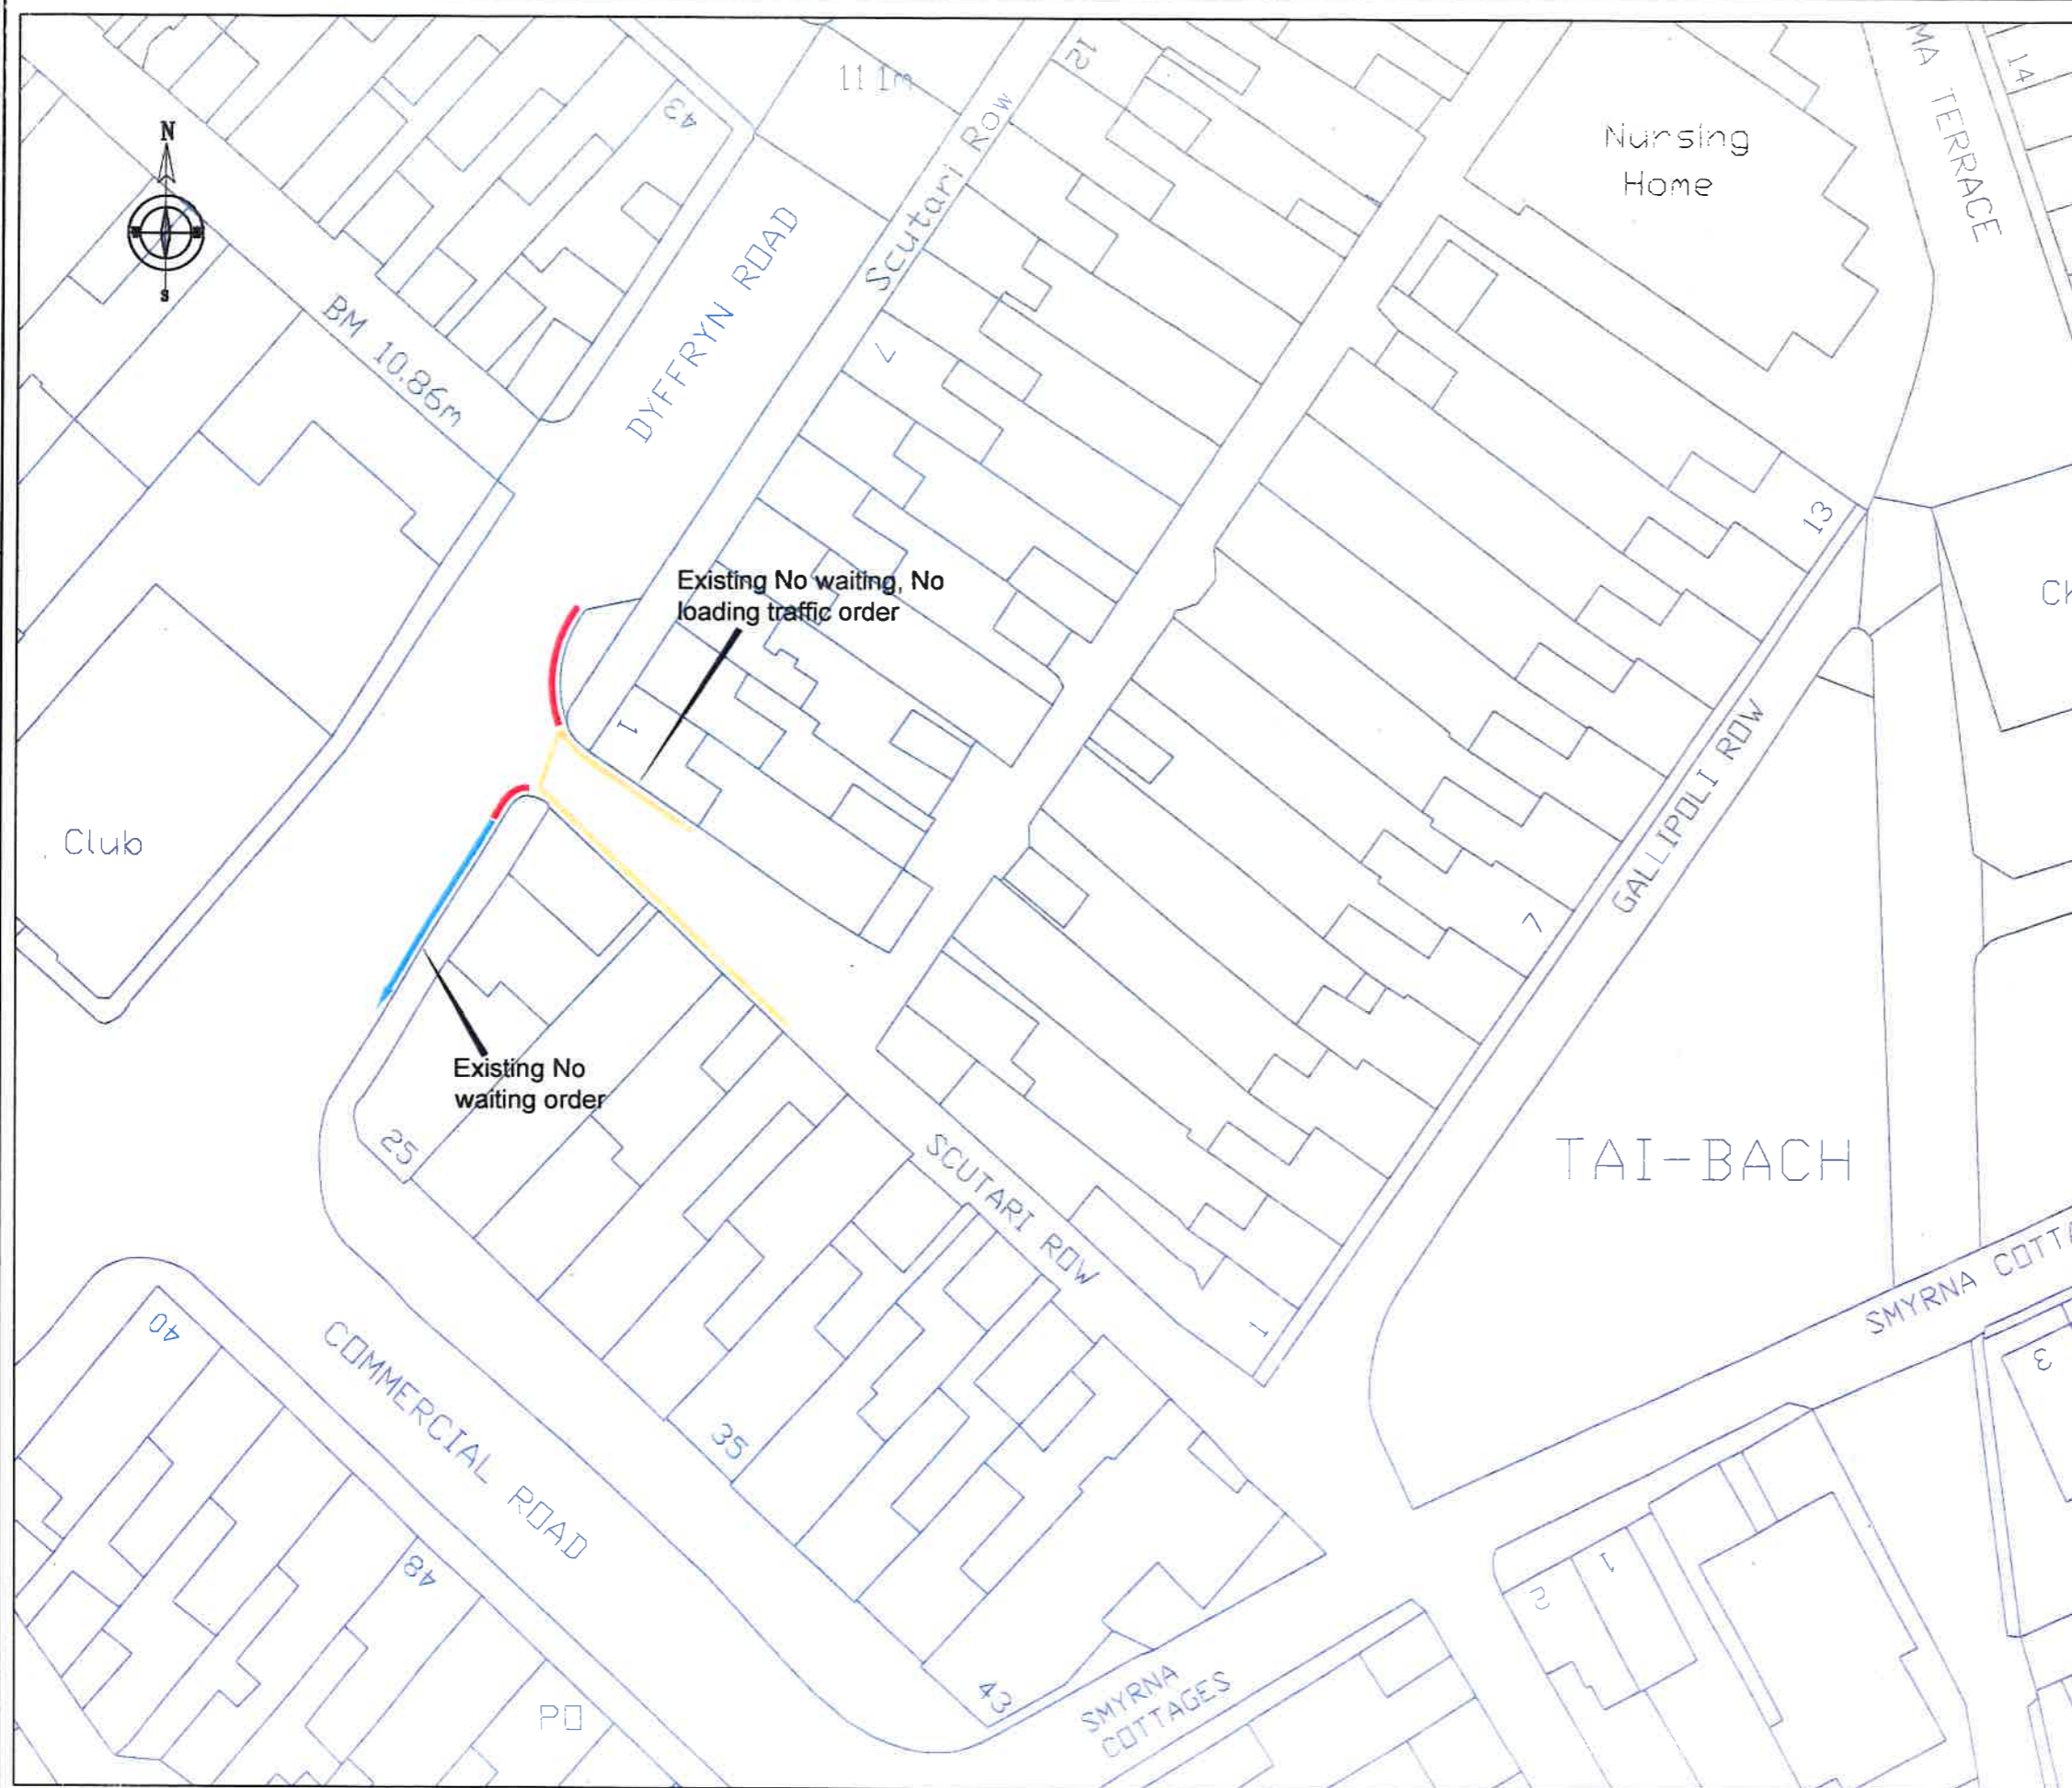 11 1m
12
14
MA TERRACE
43
N
S
Scutari Row
Nursing
Home
DYFFRYN ROAD
BM 10.86m
7
13
Existing No waiting, No
loading traffic order
1
GALLIPOLI ROW
Club
7
Existing No
waiting order
25
SCUTARI ROW
TAI-BACH
SMYRNA COTTA
40
1
3
COMMERCIAL ROAD
35
48
1
2
43
SMYRNA
COTTAGES
PO